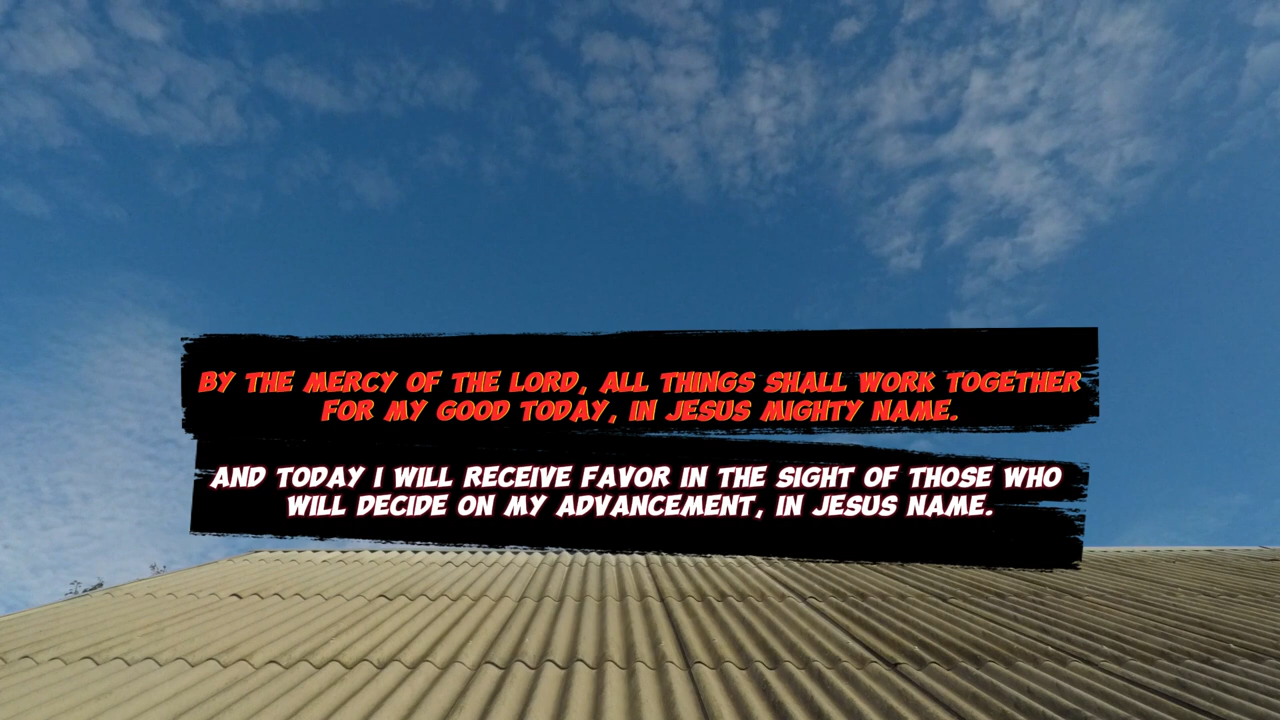 BY THE MERCY OF THE LORD, ALL THINGS SHALL WORK TOGETHER
FOR MY GOOD TODAY, IN JESUS MIGHTY NAME.
AND TODAY I WILL RECEIVE FAVOR IN THE SIGHT OF THOSE WHO
WILL DECIDE ON MY ADVANCEMENT, IN JESUS NAME.